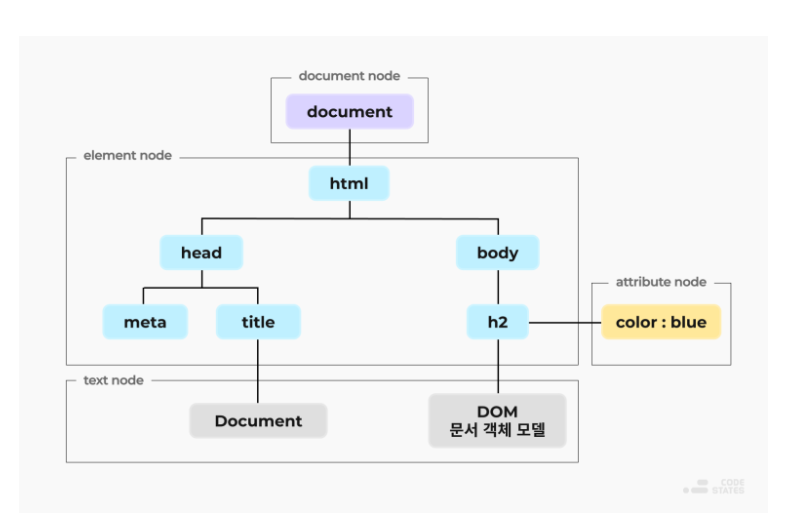 document node
document
element node
html
head
body
attribute node
meta
title
h2
color : blue
text node
Document
DOM
문서 객체 모델
CODE
STATES